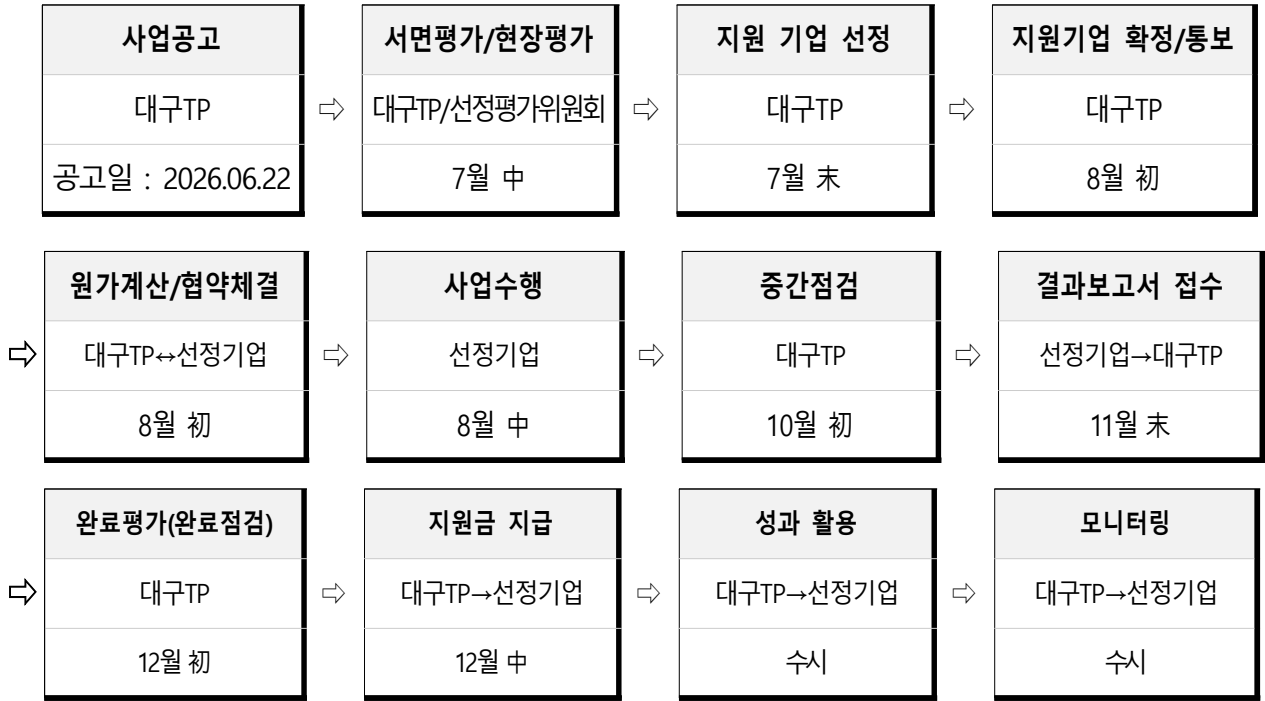 사업공고
대구TP
공고일 : 2026.06.22
⇨
서면평가/현장평가
대구TP/선정평가위원회
7월 中
⇨
지원 기업 선정
대구TP
7월 末
⇨
지원기업 확정/통보
대구TP
8월 初
⇨
원가계산/협약체결
대구TP↔선정기업
8월 初
⇨
사업수행
선정기업
8월 中
⇨
중간점검
대구TP
10월 初
⇨
결과보고서 접수
선정기업→대구TP
11월 末
⇨
완료평가(완료점검)
대구TP
12월 初
⇨
지원금 지급
대구TP→선정기업
12월 中
⇨
성과 활용
대구TP→선정기업
수시
⇨
모니터링
대구TP→선정기업
수시